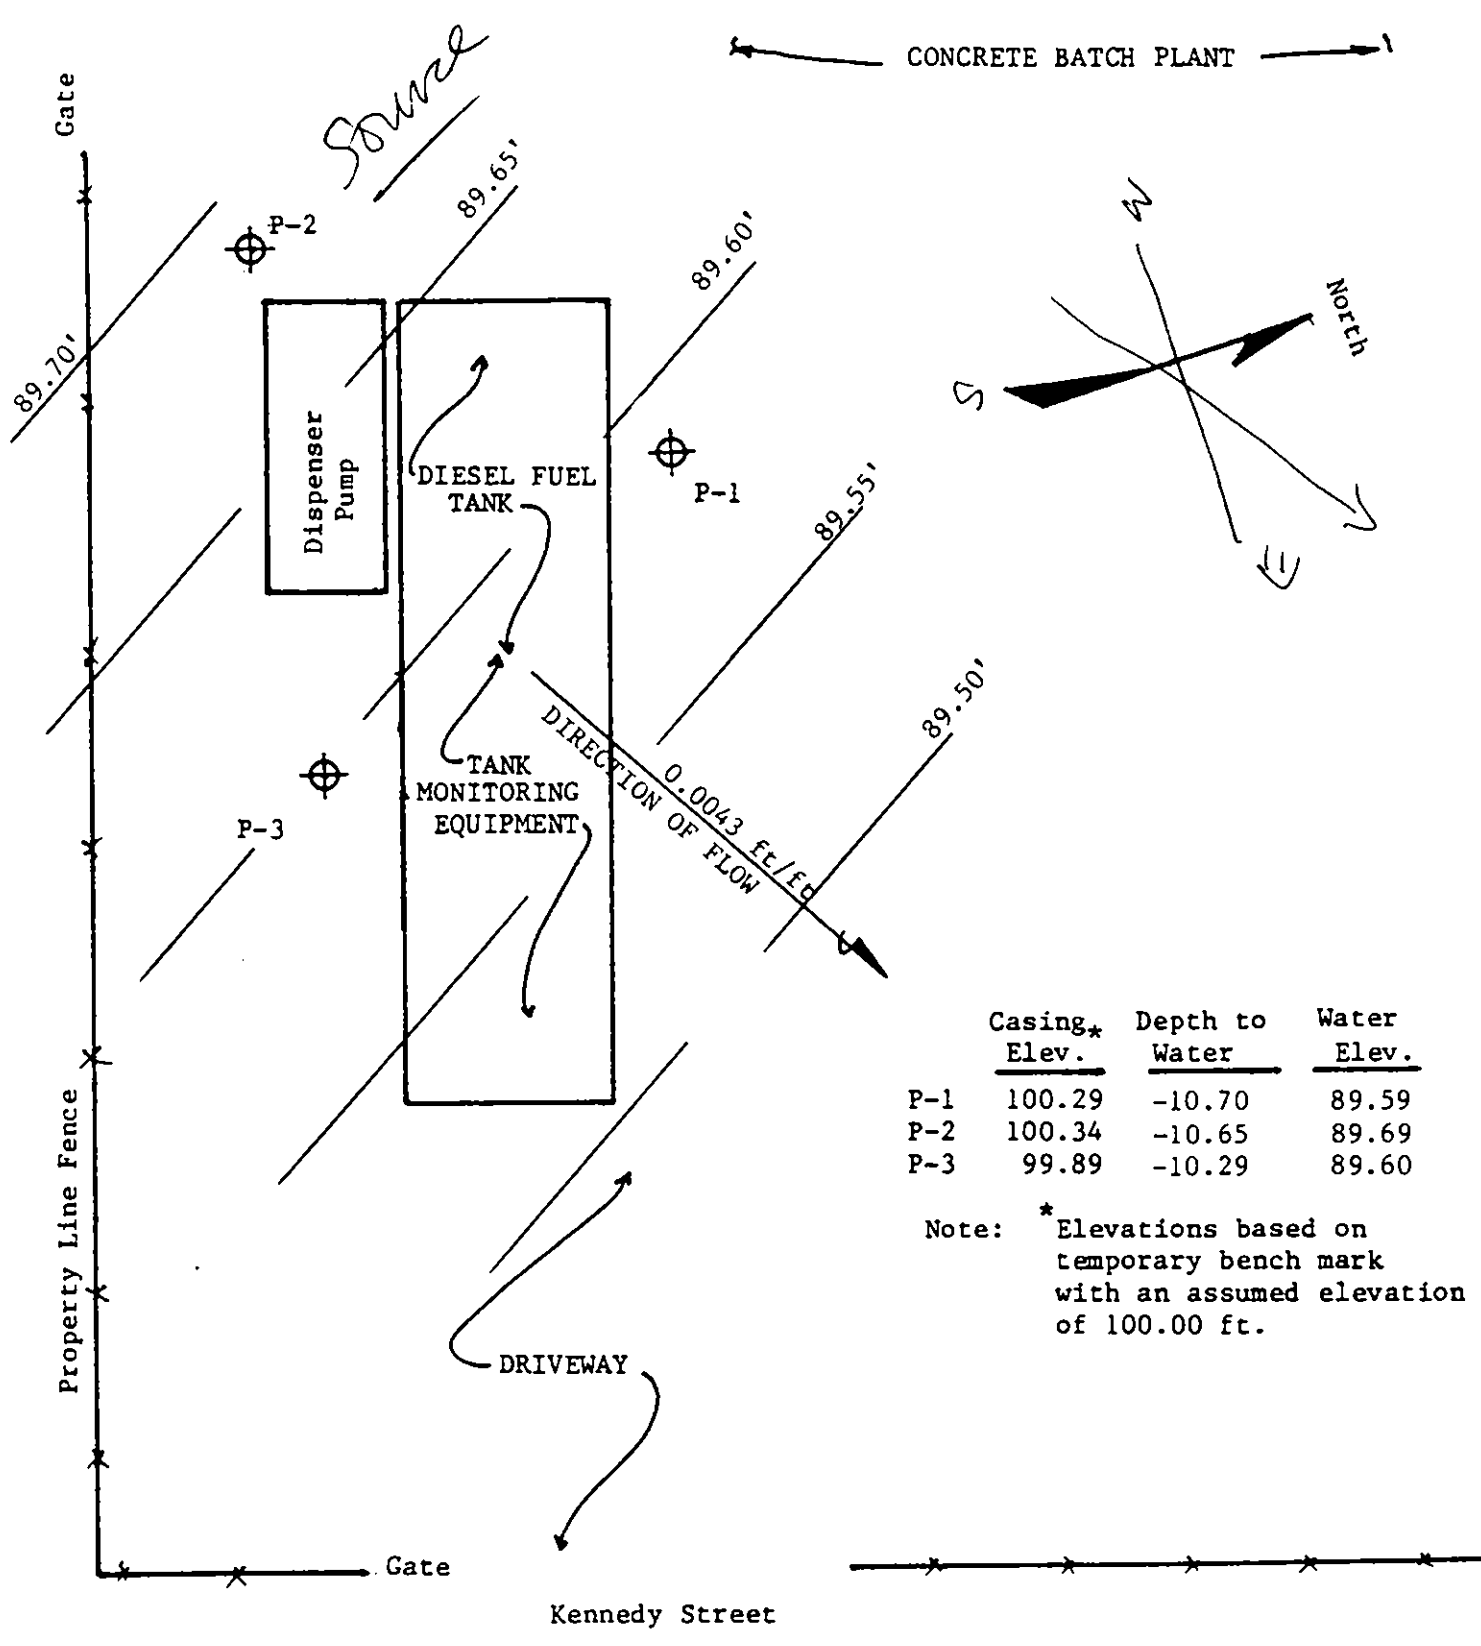 Source
CONCRETE BATCH PLANT
Gate
89.65'
P-2
89.60'
W
North
S
E
89.70'
Dispenser
Pump
DIESEL FUEL
TANK
P-1
89.55'
89.50'
TANK
MONITORING
EQUIPMENT
P-3
0.0043 ft/ft
DIRECTION OF FLOW
Casing* Depth to Water
Elev. Water Elev.
P-1 100.29 -10.70 89.59
P-2 100.34 -10.65 89.69
P-3 99.89 -10.29 89.60
Note: *Elevations based on
temporary bench mark
with an assumed elevation
of 100.00 ft.
Property Line Fence
DRIVEWAY
Gate
Kennedy Street